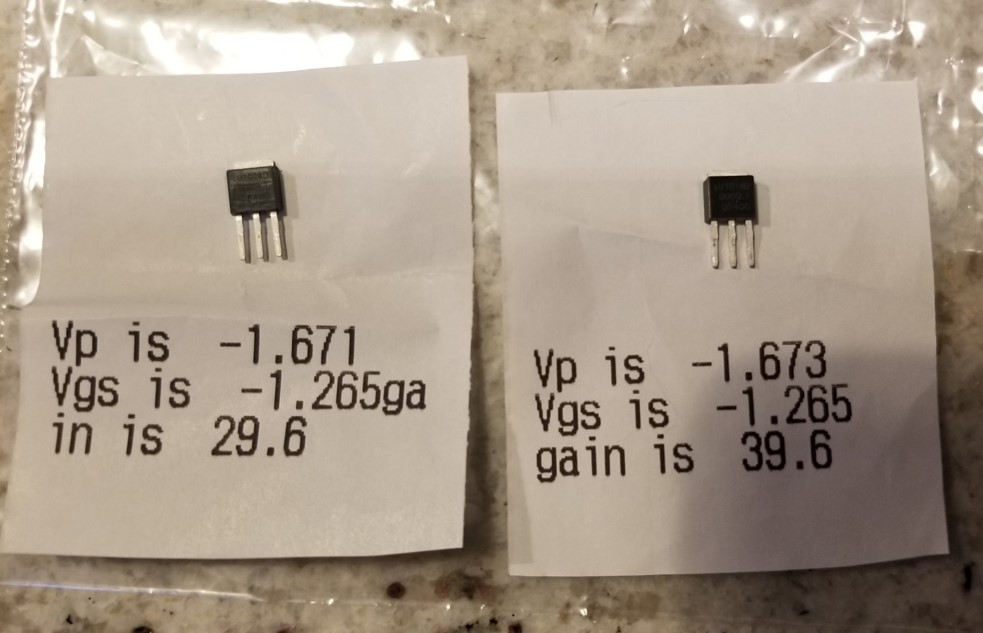 Vp is -1.671
Vgs is -1.265ga
in is 29.6
Vp is -1.673
Vgs is -1.265
gain is 39.6